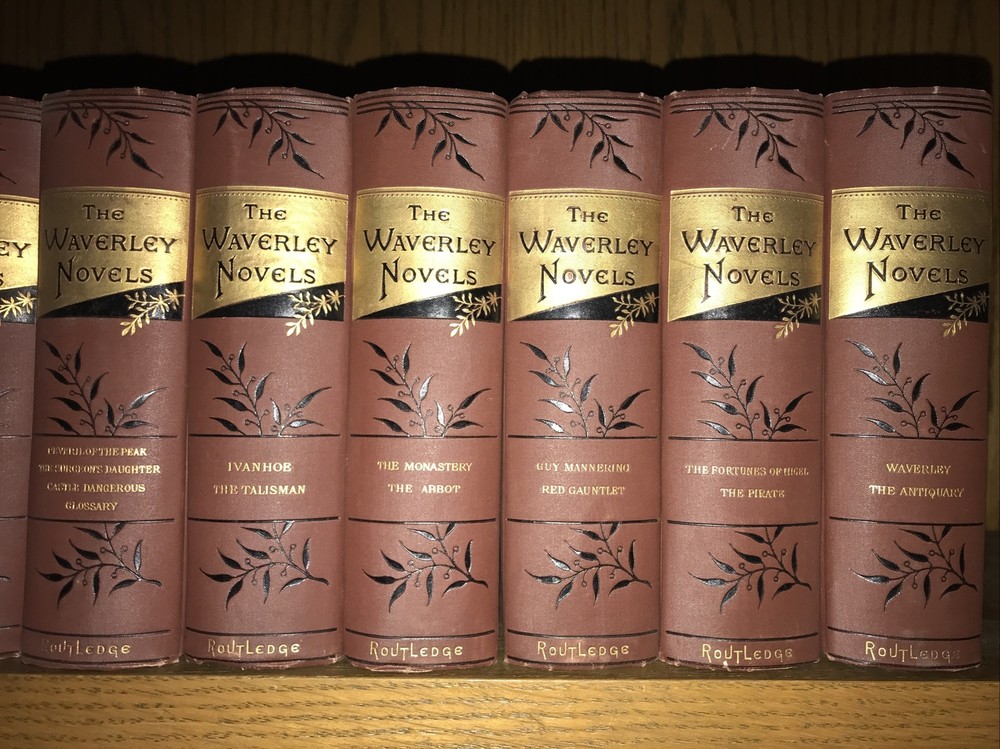 EY
S
THE
WAVERLEY
NOVELS
PEVERIL OF THE PEAK
THE SURGEON'S DAUGHTER
CASTLE DANGEROUS
GLOSSARY
ROUTLEDGE
THE
WAVERLEY
NOVELS
IVANHOE
THE TALISMAN
ROUTLEDGE
THE
WAVERLEY
NOVELS
THE MONASTERY
THE ABBOT
ROUTLEDGE
THE
WAVERLEY
NOVELS
GUY MANNERING
RED GAUNTLET
ROUTLEDGE
THE
WAVERLEY
NOVELS
THE FORTUNES OF NIGEL
THE PIRATE
ROUTLEDGE
THE
WAVERLEY
NOVELS
WAVERLEY
THE ANTIQUARY
ROUTLEDGE